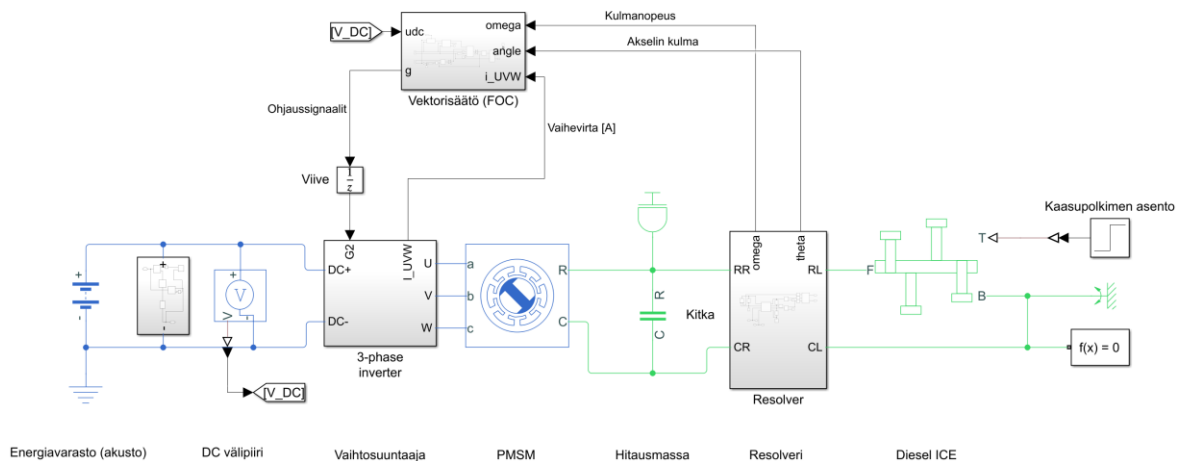 [V_DC]
udc
omega
angle
g
i_UVW
Vektorisäätö (FOC)
Kulmanopeus
Akselin kulma
Ohjaussignaalit
Vaihevirta [A]
Viive
1
z
Kaasupolkimen asento
G2
I_UVW
omega
theta
T
+
-
+
-
+
-
V
V
DC+
DC-
U
V
W
a
b
c
R
C
R
C
Kitka
RR
CR
RL
CL
F
B
f(x) = 0
3-phase
inverter
Resolver
[V_DC]
Energiavarasto (akusto)
DC välipiiri
Vaihtosuuntaaja
PMSM
Hitausmassa
Resolveri
Diesel ICE